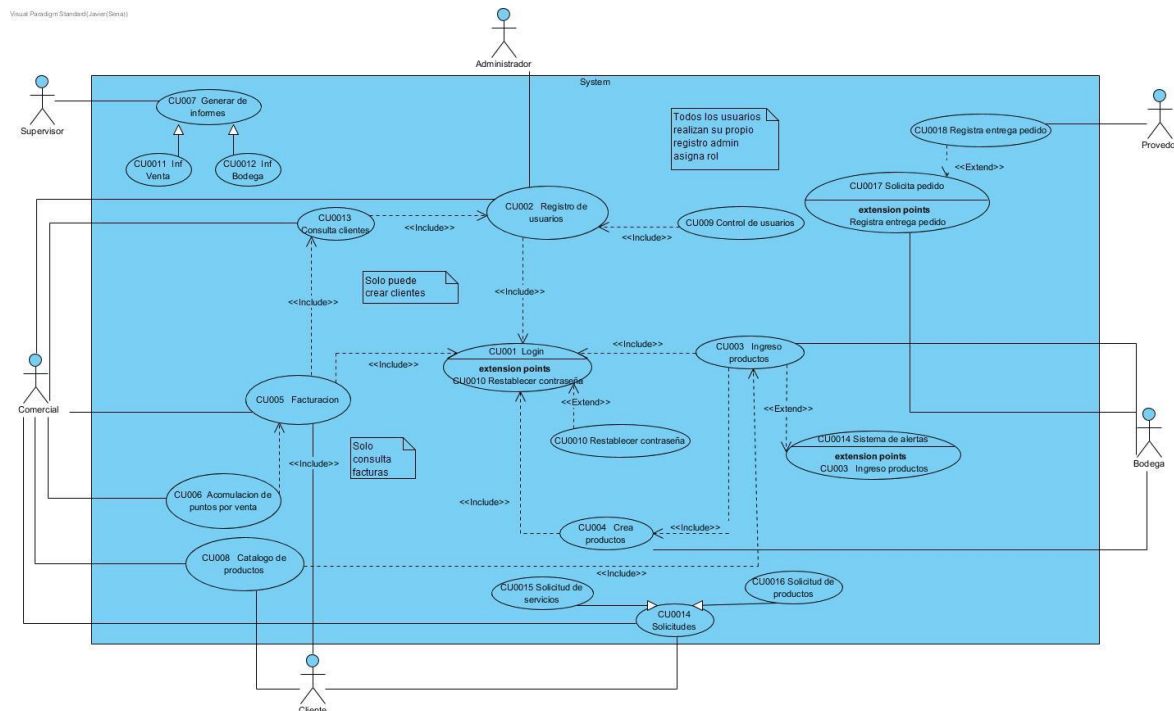 Visual Paradigm Standard(Javier(Sena))
Administrador
System
Supervisor
CU007 Generar de
informes
CU0011 Inf
Venta
CU0012 Inf
Bodega
Todos los usuarios
realizan su propio
registro admin
asigna rol
CU0018 Registra entrega pedido
Provedo
<<Extend>>
CU0017 Solicita pedido
extension points
Registra entrega pedido
CU002 Registro de
usuarios
CU0013
Consulta clientes
<<Include>>
CU009 Control de usuarios
<<Include>>
Solo puede
crear clientes
<<Include>>
<<Include>>
CU001 Login
extension points
CU0010 Restablecer contraseña
<<Include>>
<<Include>>
CU003 Ingreso
productos
Comercial
CU005 Facturacion
<<Extend>>
<<Extend>>
CU0010 Restablecer contraseña
CU0014 Sistema de alertas
extension points
CU003 Ingreso productos
Bodega
Solo
consulta
facturas
<<Include>>
CU006 Acomulacion de
puntos por venta
<<Include>>
CU004 Crea
productos
<<Include>>
CU008 Catalogo de
productos
<<Include>>
CU0015 Solicitud de
servicios
CU0016 Solicitud de
productos
CU0014
Solicitudes
Cliente